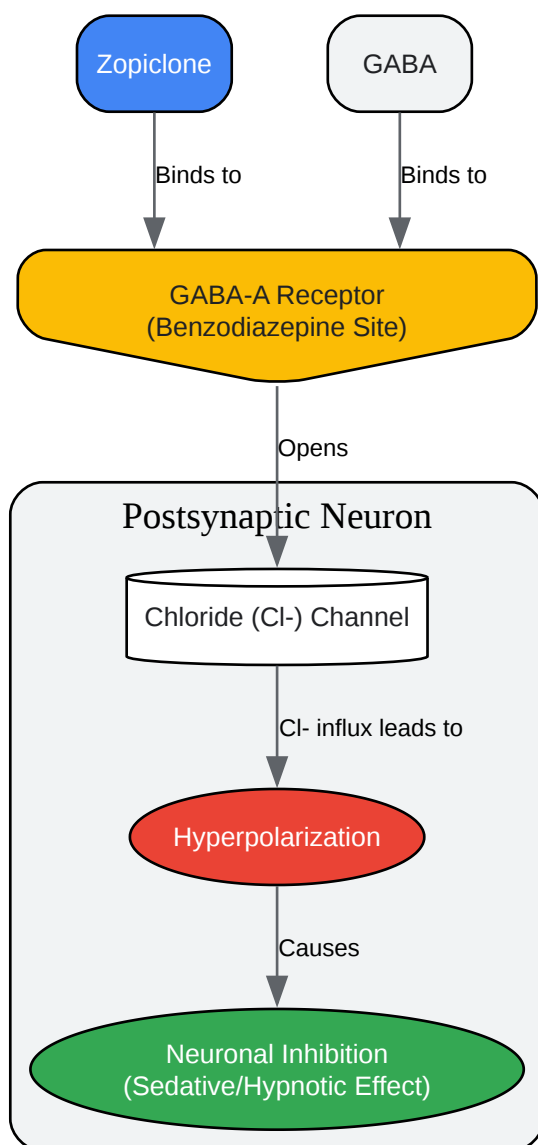 Zopiclone
GABA
Binds to
Binds to
GABA-A Receptor
(Benzodiazepine Site)
Opens
Postsynaptic Neuron
Chloride (Cl-) Channel
Cl- influx leads to
Hyperpolarization
Causes
Neuronal Inhibition
(Sedative/Hypnotic Effect)